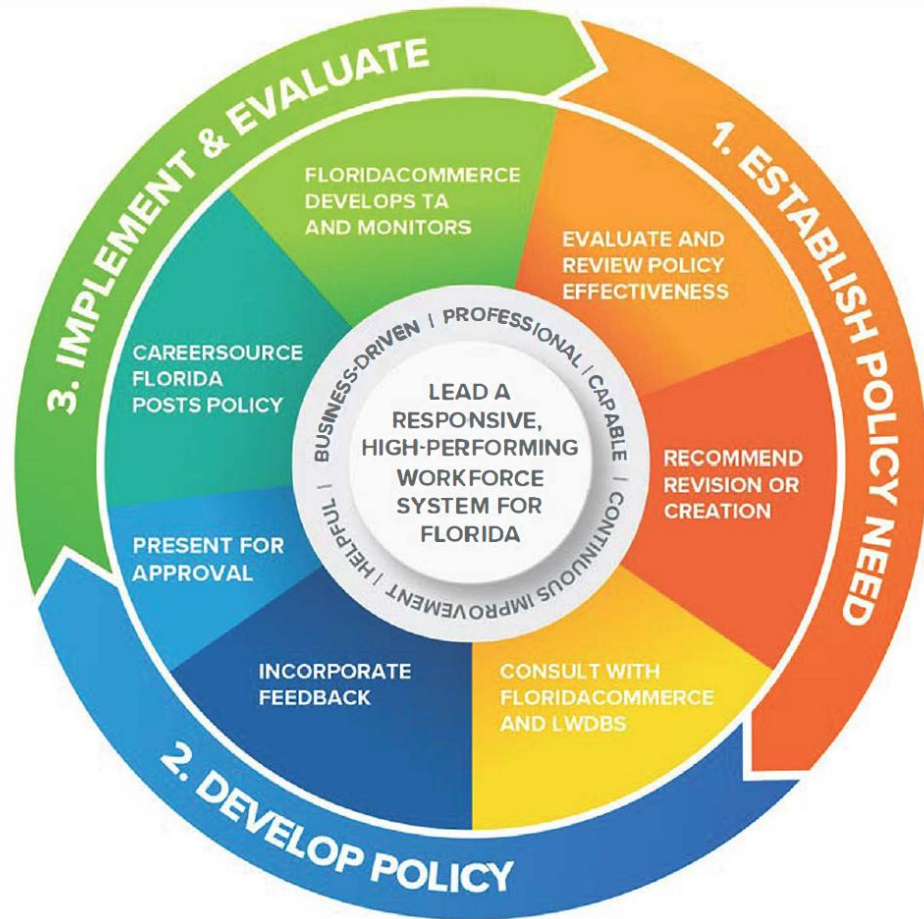 1. ESTABLISH POLICY NEED
EVALUATE AND
REVIEW POLICY
EFFECTIVENESS
RECOMMEND
REVISION OR
CREATION
2. DEVELOP POLICY
CONSULT WITH
FLORIDACOMMERCE
AND LWDBS
INCORPORATE
FEEDBACK
PRESENT FOR
APPROVAL
3. IMPLEMENT & EVALUATE
CAREERSOURCE
FLORIDA
POSTS POLICY
FLORIDACOMMERCE
DEVELOPS TA
AND MONITORS
BUSINESS-DRIVEN | PROFESSIONAL | CAPABLE | CONTINUOUS IMPROVEMENT | HELPFUL |
LEAD A
RESPONSIVE,
HIGH-PERFORMING
WORKFORCE
SYSTEM FOR
FLORIDA